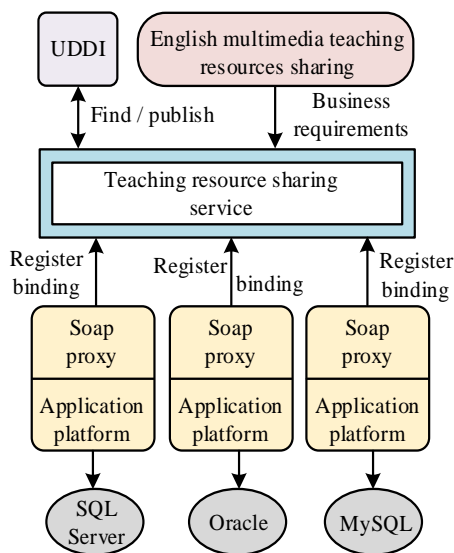 UDDI
English multimedia teaching
resources sharing
Find / publish
Business
requirements
Teaching resource sharing
service
Register
binding
Register
binding
Register
binding
Soap
proxy
Soap
proxy
Soap
proxy
Application
platform
Application
platform
Application
platform
SQL
Server
Oracle
MySQL